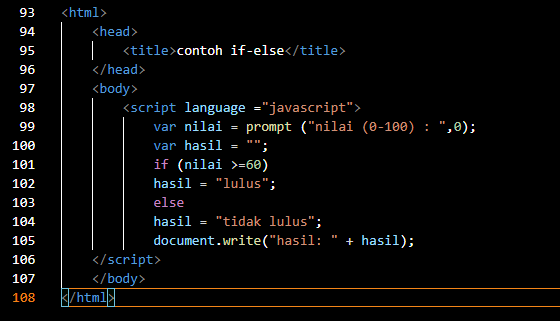 93 <html>
94 <head>
95 <title>contoh if-else</title>
96 </head>
97 <body>
98 <script language ="javascript">
99 var nilai = prompt ("nilai (0-100) : ",0);
100 var hasil = "";
101 if (nilai >=60)
102 hasil = "lulus";
103 else
104 hasil = "tidak lulus";
105 document.write("hasil: " + hasil);
106 </script>
107 </body>
108 </html>